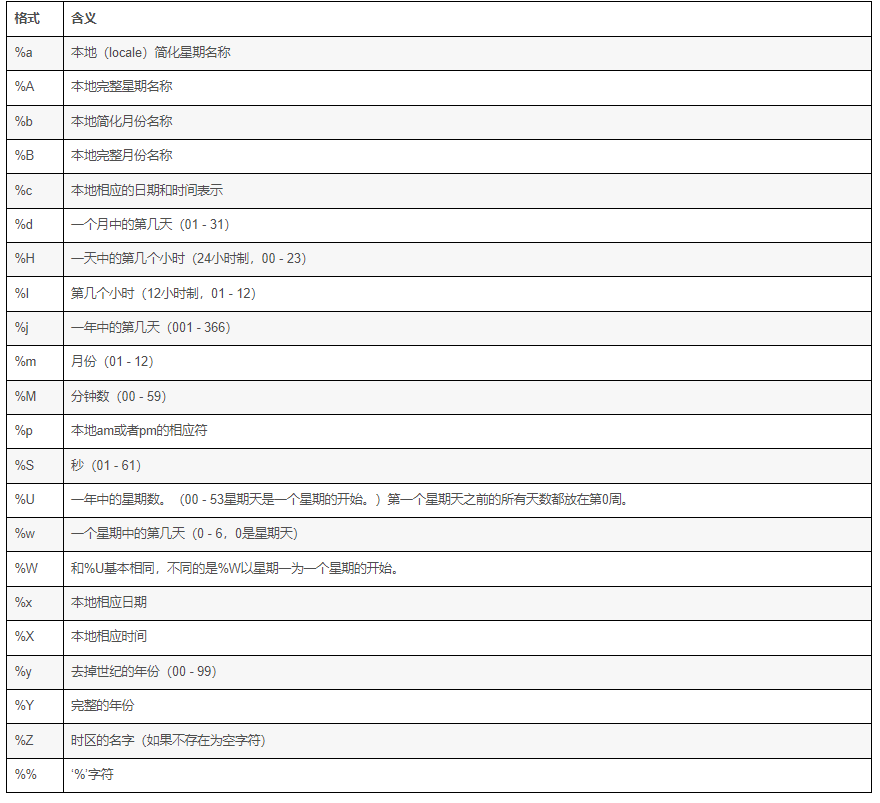 格式 含义
%a 本地（locale）简化星期名称
%A 本地完整星期名称
%b 本地简化月份名称
%B 本地完整月份名称
%c 本地相应的日期和时间表示
%d 一个月中的第几天（01 - 31）
%H 一天中的第几个小时（24小时制，00 - 23）
%I 第几个小时（12小时制，01 - 12）
%j 一年中的第几天（001 - 366）
%m 月份（01 - 12）
%M 分钟数（00 - 59）
%p 本地am或者pm的相应符
%S 秒（01 - 61）
%U 一年中的星期数。（00 - 53星期天是一个星期的开始。）第一个星期天之前的所有天数都放在第0周。
%w 一个星期中的第几天（0 - 6，0是星期天）
%W 和%U基本相同，不同的是%W以星期一为一个星期的开始。
%x 本地相应日期
%X 本地相应时间
%y 去掉世纪的年份（00 - 99）
%Y 完整的年份
%Z 时区的名字（如果不存在为空字符）
%% ‘%’字符